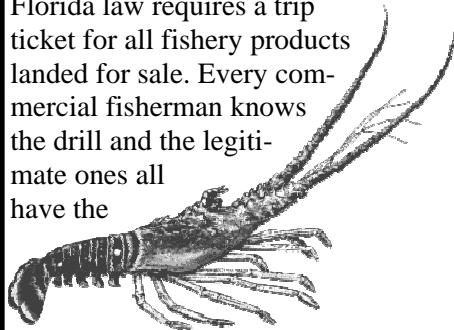 Florida law requires a trip
ticket for all fishery products
landed for sale. Every com-
mercial fisherman knows
the drill and the legiti-
mate ones all
have the